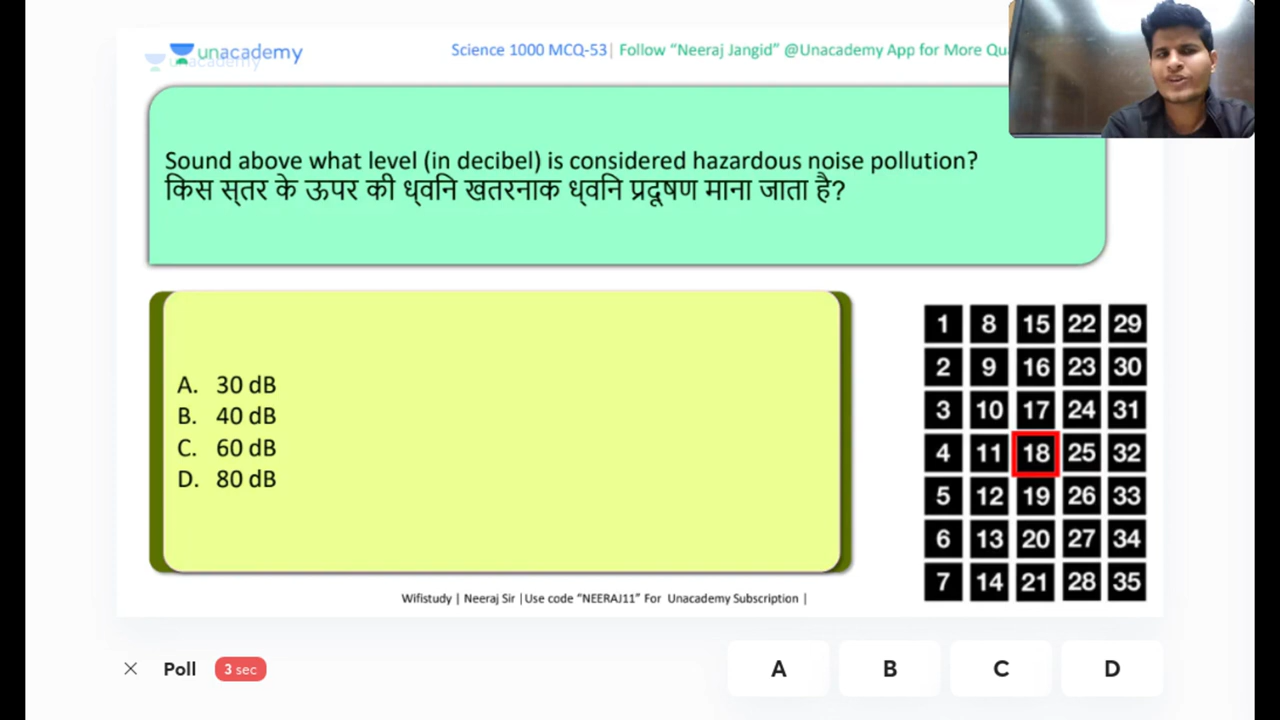 unacademy
unacademy
Science 1000 MCQ-53| Follow “Neeraj Jangid” @Unacademy App for More Qu
Sound above what level (in decibel) is considered hazardous noise pollution?
किस स्तर के ऊपर की ध्वनि खतरनाक ध्वनि प्रदूषण माना जाता है?
A. 30 dB
B. 40 dB
C. 60 dB
D. 80 dB
1 8 15 22 29
2 9 16 23 30
3 10 17 24 31
4 11 18 25 32
5 12 19 26 33
6 13 20 27 34
7 14 21 28 35
Wifistudy | Neeraj Sir |Use code “NEERAJ11” For Unacademy Subscription |
Poll 3 sec A B C D